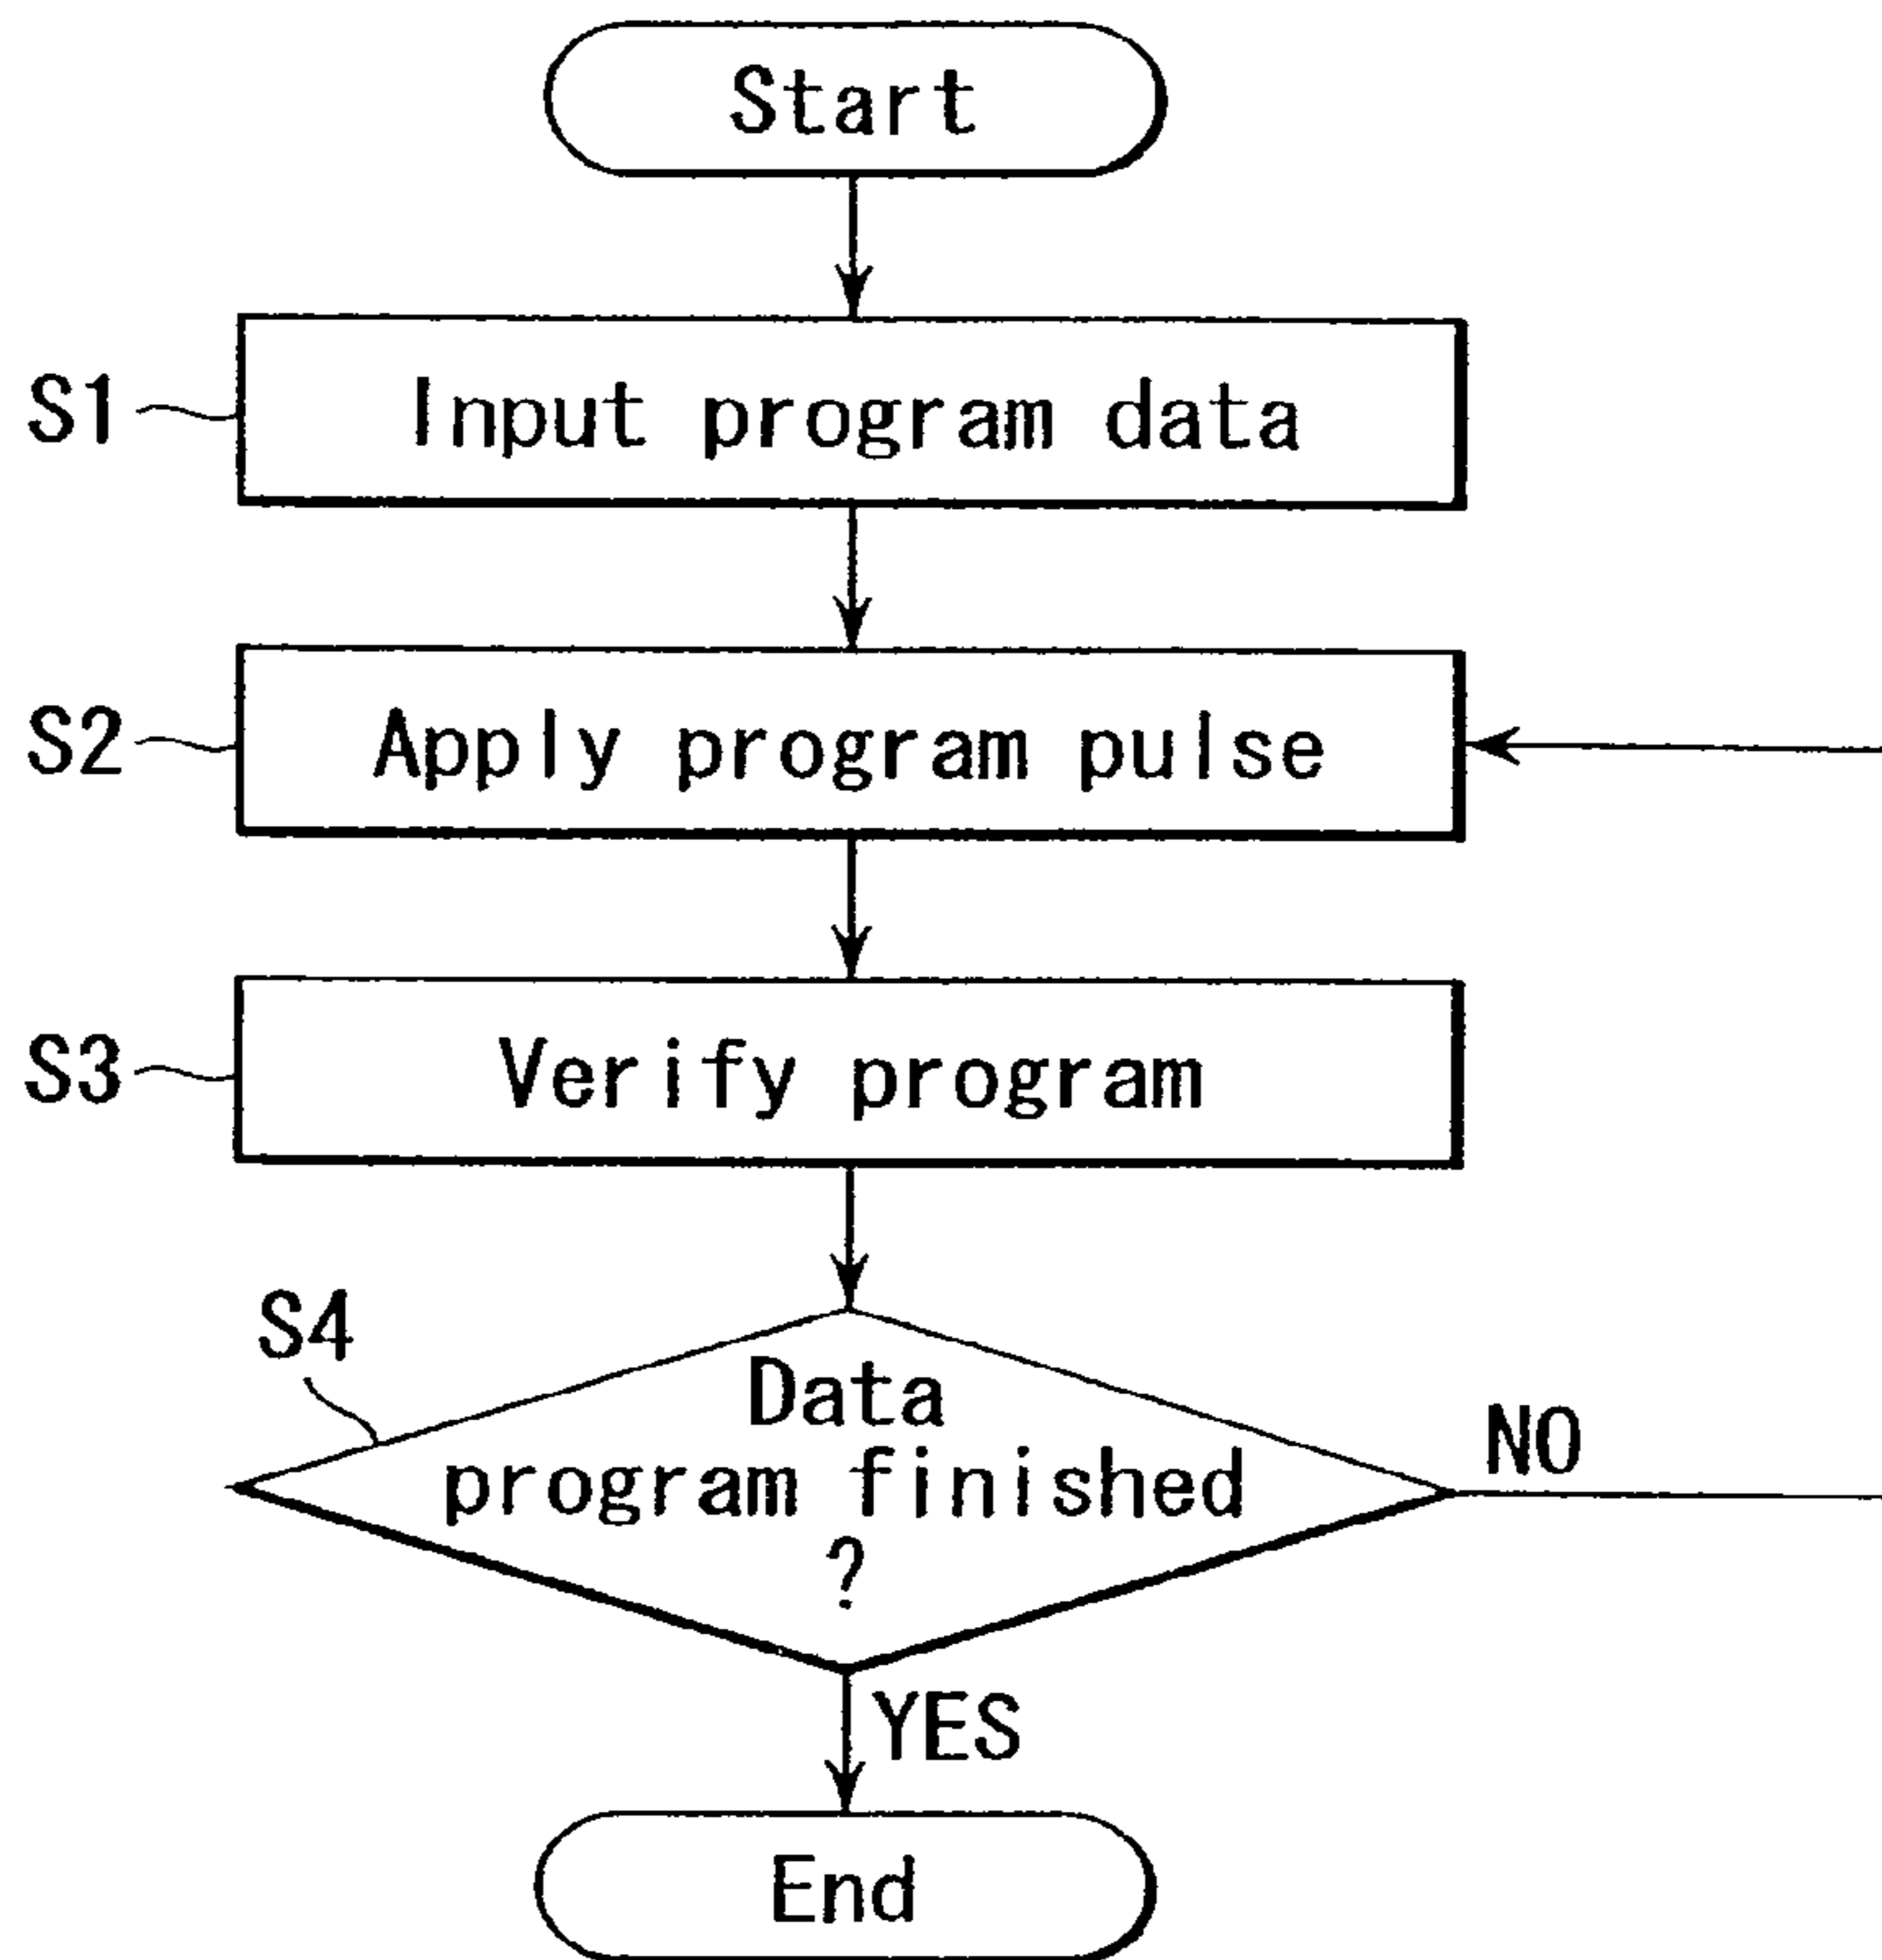 Start
S1
Input program data
S2
Apply program pulse
S3
Verify program
S4
Data
program finished
?
NO
YES
End